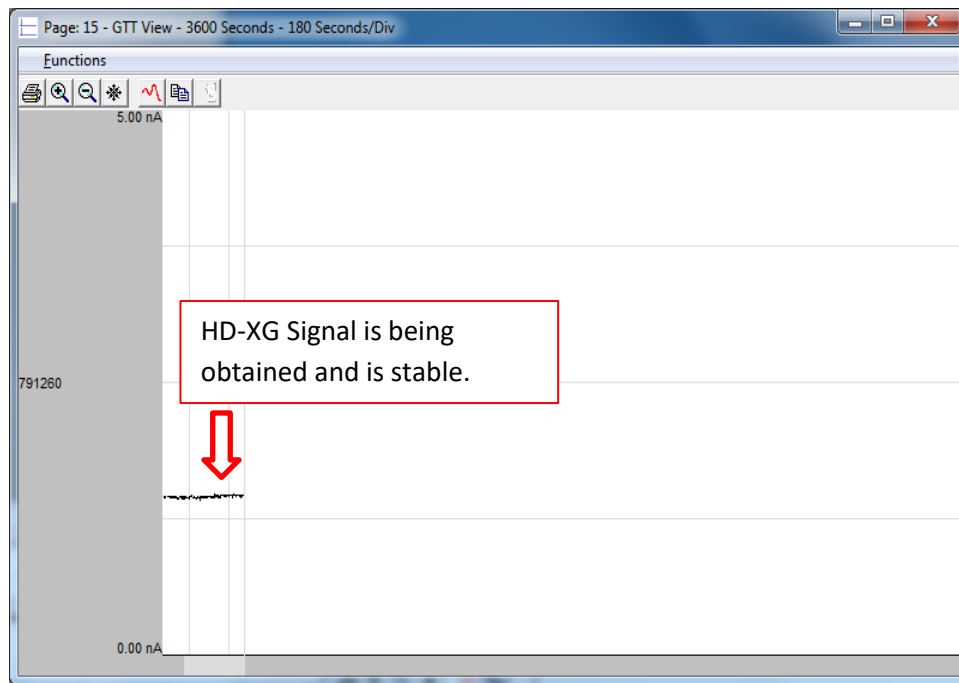 Page: 15 - GTT View - 3600 Seconds - 180 Seconds/Div
Functions
5.00 nA
HD-XG Signal is being
obtained and is stable.
791260
0.00 nA